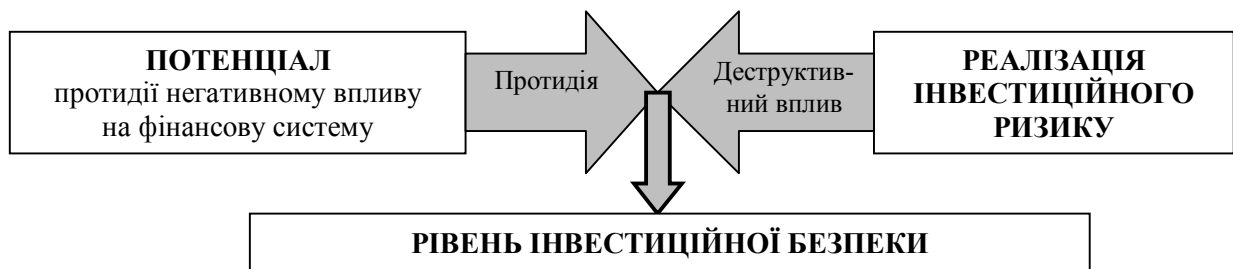 ПОТЕНЦІАЛ
протидії негативному впливу
на фінансову систему
Протидія
Деструктив-
ний вплив
РЕАЛІЗАЦІЯ
ІНВЕСТИЦІЙНОГО
РИЗИКУ
РІВЕНЬ ІНВЕСТИЦІЙНОЇ БЕЗПЕКИ